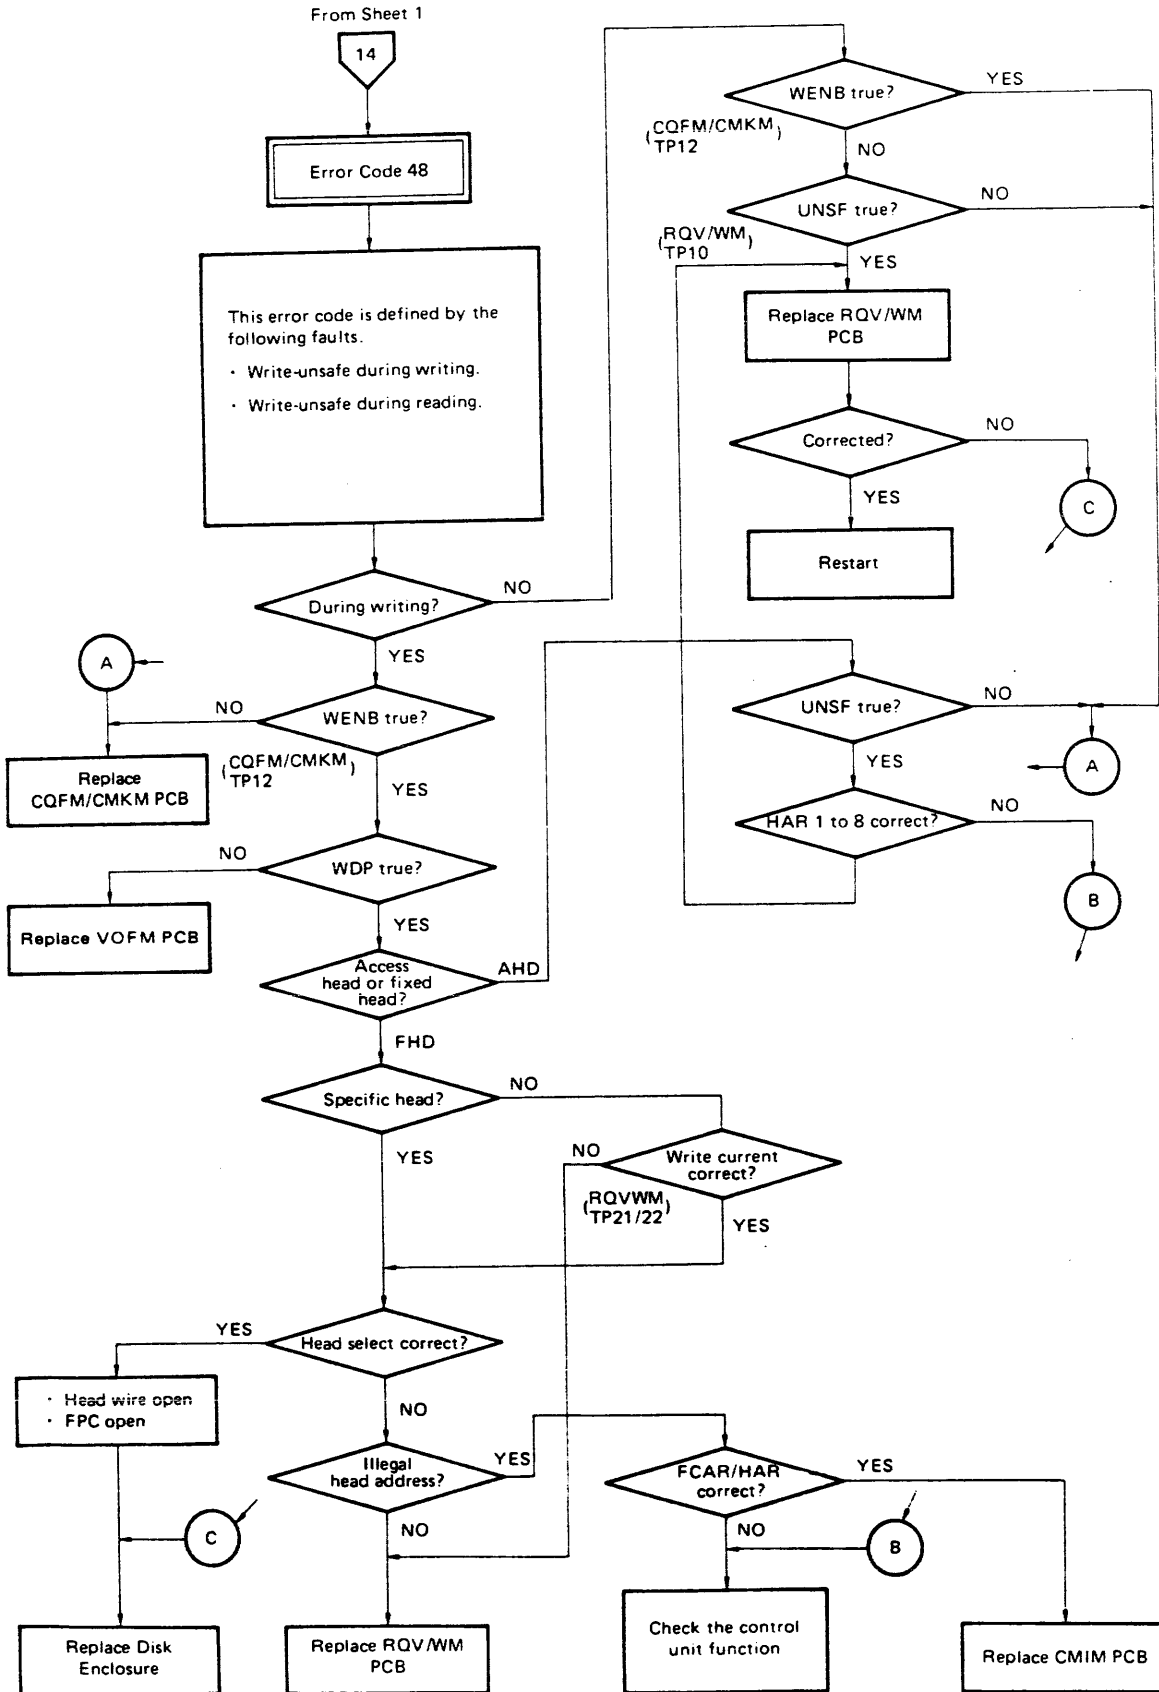 From Sheet 1
14
Error Code 48
This error code is defined by the
following faults.
· Write-unsafe during writing.
· Write-unsafe during reading.
During writing?
NO
YES
A
WENB true?
NO
(CQFM/CMKM)
TP12
YES
Replace
CQFM/CMKM PCB
WDP true?
NO
YES
Replace VOFM PCB
Access
head or fixed
head?
AHD
FHD
Specific head?
NO
YES
Write current
correct?
NO
(RQVWM)
TP21/22
YES
Head select correct?
YES
NO
· Head wire open
· FPC open
Illegal
head address?
YES
NO
C
Replace Disk
Enclosure
Replace RQV/WM
PCB
FCAR/HAR
correct?
YES
NO
B
Check the control
unit function
Replace CMIM PCB
WENB true?
YES
(CQFM/CMKM)
TP12
NO
UNSF true?
NO
(RQV/WM)
TP10
YES
Replace RQV/WM
PCB
Corrected?
NO
YES
C
Restart
UNSF true?
NO
YES
A
HAR 1 to 8 correct?
NO
B